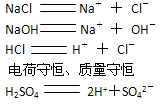 NaCl ═══ Na⁺ + Cl⁻
NaOH ═══ Na⁺ + OH⁻
HCl ═══ H⁺ + Cl⁻
电荷守恒、质量守恒
H₂SO₄ ═══ 2H⁺+SO₄²⁻